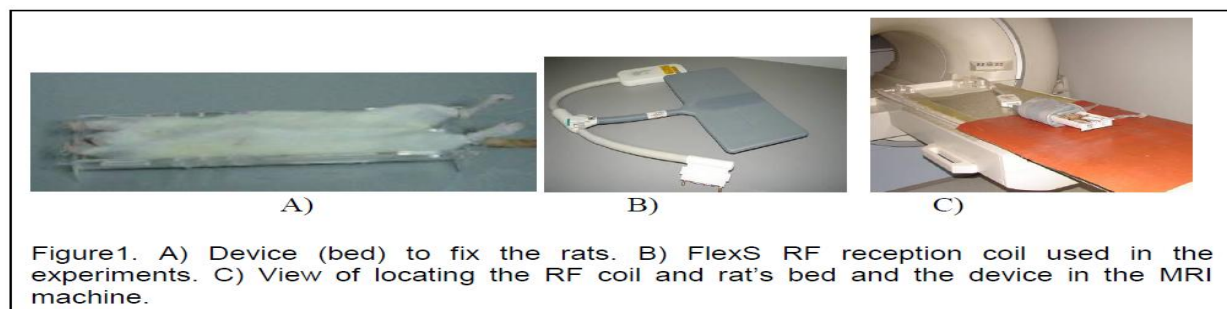 A)
B)
C)
Figure1. A) Device (bed) to fix the rats. B) FlexS RF reception coil used in the
experiments. C) View of locating the RF coil and rat's bed and the device in the MRI
machine.